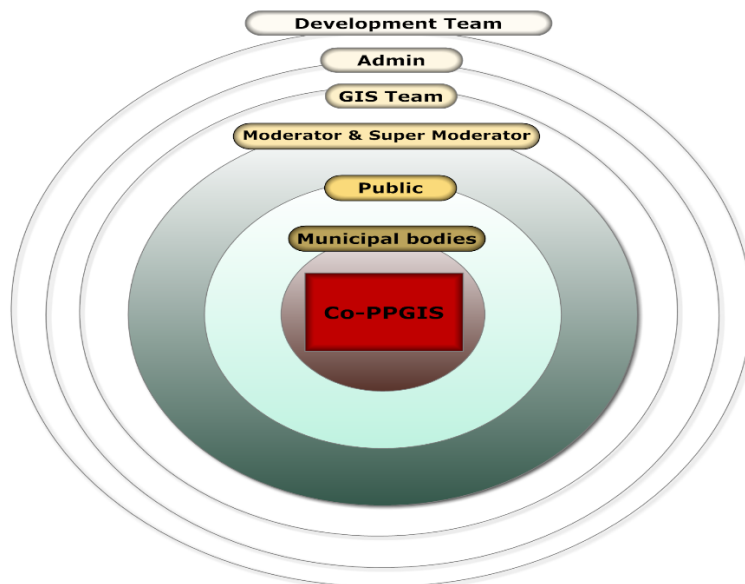 Development Team
Admin
GIS Team
Moderator & Super Moderator
Public
Municipal bodies
Co-PPGIS